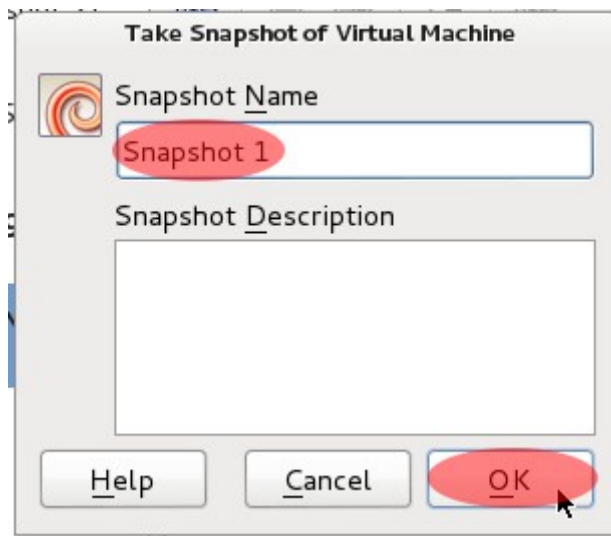 Take Snapshot of Virtual Machine
Snapshot Name
Snapshot 1
Snapshot Description
Help
Cancel
OK